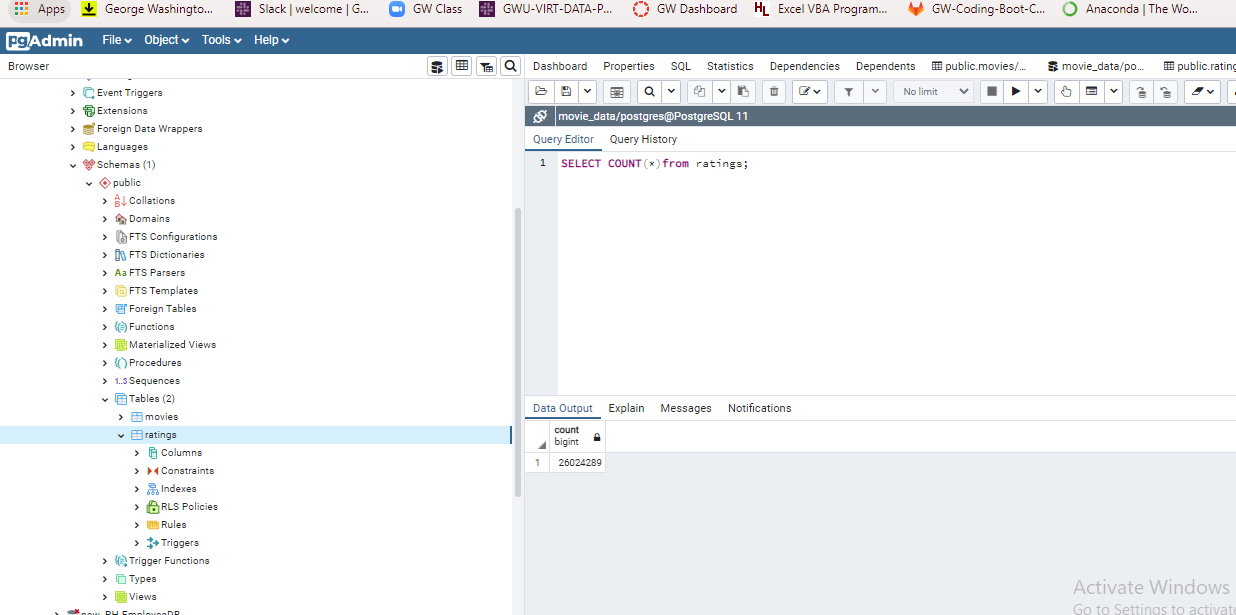 Apps George Washingto... Slack | welcome | G... GW Class GWU-VIRT-DATA-P... GW Dashboard HL Excel VBA Program... GW-Coding-Boot-C... Anaconda | The Wo...
pgAdmin File Object Tools Help
Browser
Dashboard Properties SQL Statistics Dependencies Dependents public.movies/... movie_data/po... public.rating
No limit
movie_data/postgres@PostgreSQL 11
Query Editor Query History
1 SELECT COUNT(*)from ratings;
Event Triggers
Extensions
Foreign Data Wrappers
Languages
Schemas (1)
public
Collations
Domains
FTS Configurations
FTS Dictionaries
Aa FTS Parsers
FTS Templates
Foreign Tables
Functions
Materialized Views
Procedures
1..3 Sequences
Tables (2)
movies
ratings
Columns
Constraints
Indexes
RLS Policies
Rules
Triggers
Trigger Functions
Types
Views
Data Output Explain Messages Notifications
count
bigint
1 26024289
Activate Windows
Go to Settings to activate